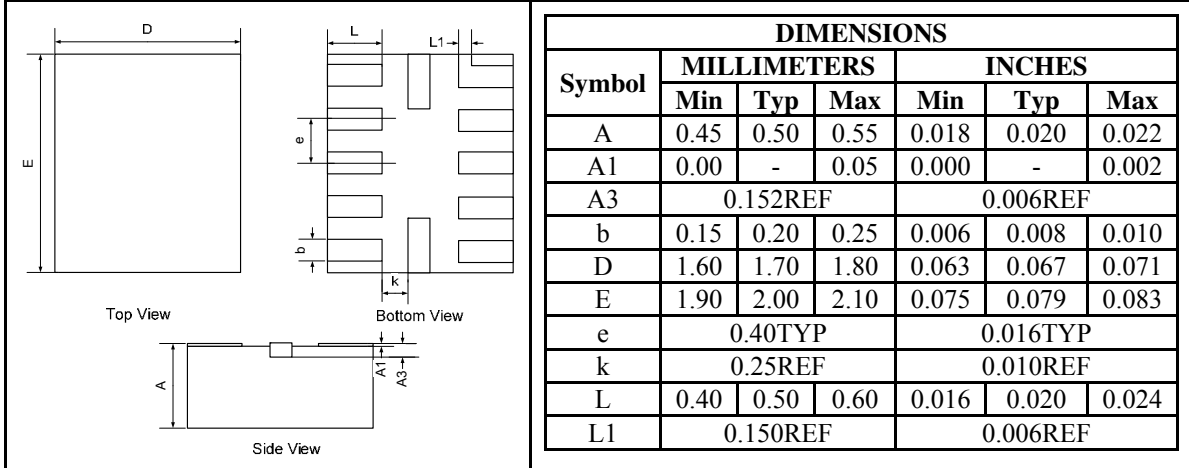 D
L
L1
E
e
b
k
Top View
Bottom View
A
A1
A3
Side View
DIMENSIONS
Symbol MILLIMETERS INCHES
Min Typ Max Min Typ Max
A 0.45 0.50 0.55 0.018 0.020 0.022
A1 0.00 - 0.05 0.000 - 0.002
A3 0.152REF 0.006REF
b 0.15 0.20 0.25 0.006 0.008 0.010
D 1.60 1.70 1.80 0.063 0.067 0.071
E 1.90 2.00 2.10 0.075 0.079 0.083
e 0.40TYP 0.016TYP
k 0.25REF 0.010REF
L 0.40 0.50 0.60 0.016 0.020 0.024
L1 0.150REF 0.006REF